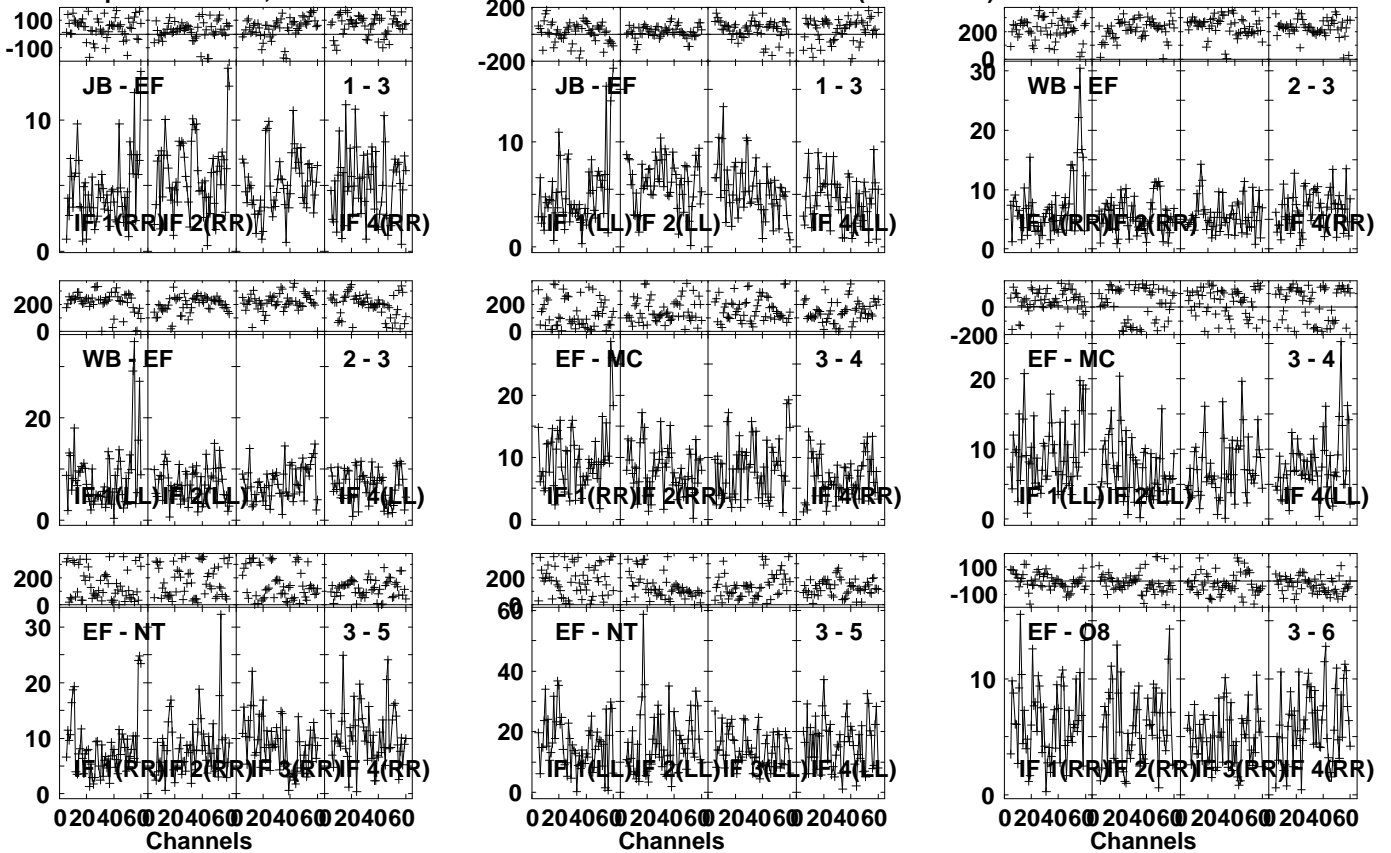 100
-100
JB - EF 1 - 3
10
IF 1(RR) IF 2(RR) IF 4(RR)
0
200
-200
JB - EF 1 - 3
10
IF 1(LL) IF 2(LL) IF 4(LL)
0
200
0
30
WB - EF 2 - 3
20
10
IF 1(RR) IF 2(RR) IF 4(RR)
0
200
0
WB - EF 2 - 3
20
IF 1(LL) IF 2(LL) IF 4(LL)
0
200
0
EF - MC 3 - 4
20
10
IF 1(RR) IF 2(RR) IF 4(RR)
0
0
-200
EF - MC 3 - 4
20
10
IF 1(LL) IF 2(LL) IF 4(LL)
0
200
0
30
EF - NT 3 - 5
20
10
IF 1(RR) IF 2(RR) IF 3(RR) IF 4(RR)
0
0 20 40 60 0 20 40 60 0 20 40 60 0 20 40 60
Channels
200
0
60
EF - NT 3 - 5
40
20
IF 1(LL) IF 2(LL) IF 3(LL) IF 4(LL)
0
0 20 40 60 0 20 40 60 0 20 40 60 0 20 40 60
Channels
100
-100
EF - O8 3 - 6
10
IF 1(RR) IF 2(RR) IF 3(RR) IF 4(RR)
0
0 20 40 60 0 20 40 60 0 20 40 60 0 20 40 60
Channels